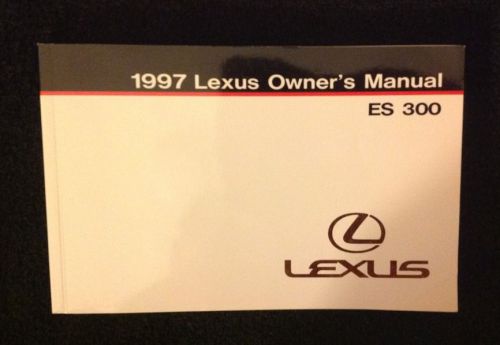 1997 Lexus Owner's Manual
ES 300
LEXUS